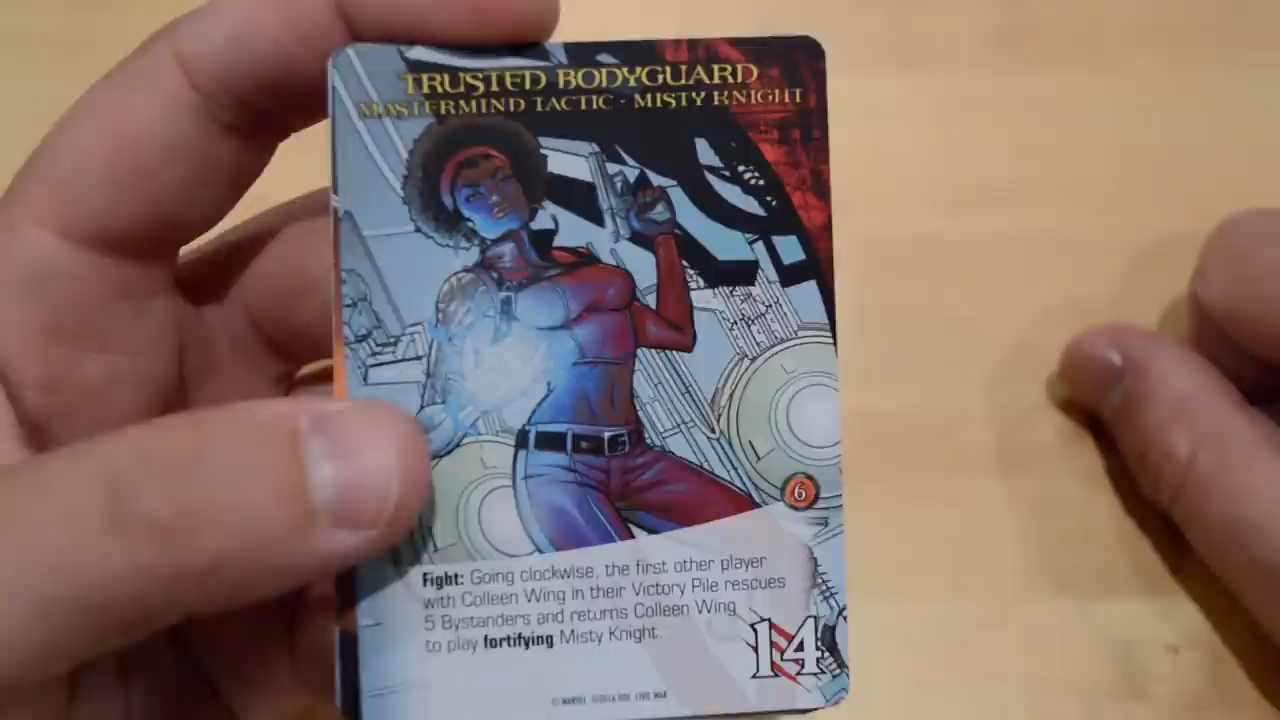 TRUSTED BODYGUARD
MASTERMIND TACTIC · MISTY KNIGHT
6
Fight: Going clockwise, the first other player
with Colleen Wing in their Victory Pile rescues
5 Bystanders and returns Colleen Wing
to play fortifying Misty Knight.
14
© MARVEL